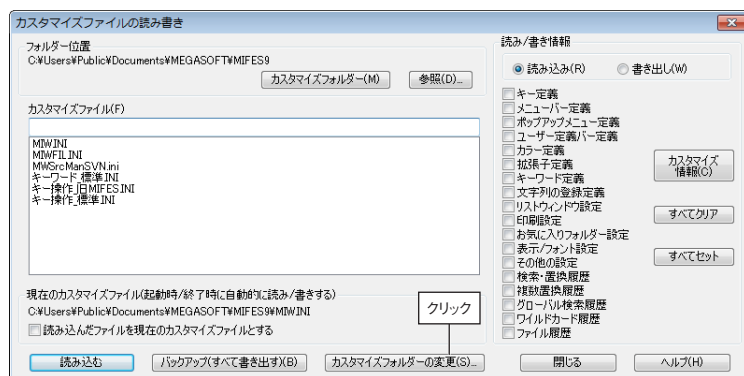 カスタマイズファイルの読み書き
フォルダー位置
C:¥Users¥Public¥Documents¥MEGASOFT¥MIFES9
カスタマイズフォルダー(M)
参照(D)...
カスタマイズファイル(F)
MIW.INI
MIWFIL.INI
MWSrcManSVN.ini
キーワード_標準.INI
キー操作_旧MIFES.INI
キー操作_標準.INI
現在のカスタマイズファイル(起動時/終了時に自動的に読み/書きする)
C:¥Users¥Public¥Documents¥MEGASOFT¥MIFES9¥MIW.INI
読み込んだファイルを現在のカスタマイズファイルとする
クリック
読み込む
バックアップ(すべて書き出す)(B)
カスタマイズフォルダーの変更(S)...
読み/書き情報
読み込み(R)
書き出し(W)
キー定義
メニューバー定義
ポップアップメニュー定義
ユーザー定義バー定義
カラー定義
拡張子定義
キーワード定義
文字列の登録定義
リストウィンドウ設定
印刷設定
お気に入りフォルダー設定
表示/フォント設定
その他の設定
検索・置換履歴
複数置換履歴
グローバル検索履歴
ワイルドカード履歴
ファイル履歴
カスタマイズ
情報(C)
すべてクリア
すべてセット
閉じる
ヘルプ(H)